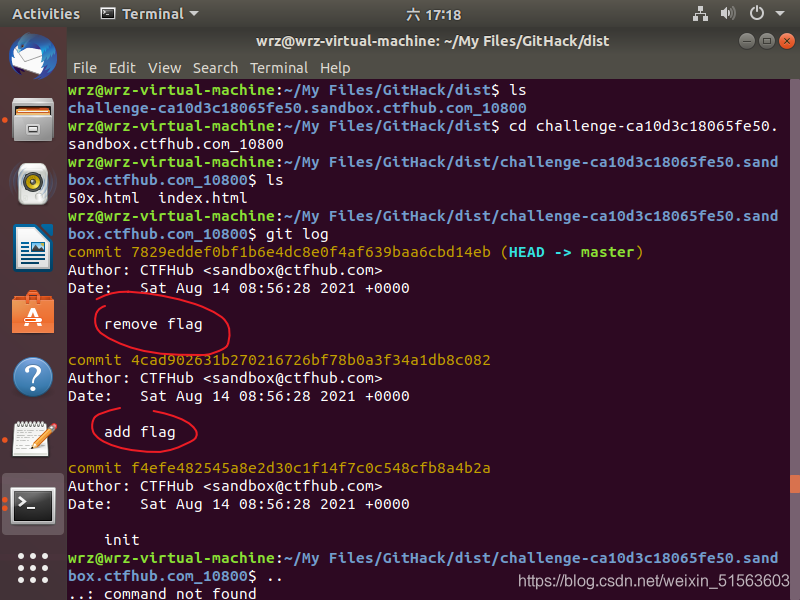 Activities Terminal 六 17:18
wrz@wrz-virtual-machine: ~/My Files/GitHack/dist
File Edit View Search Terminal Help
wrz@wrz-virtual-machine:~/My Files/GitHack/dist$ ls
challenge-ca10d3c18065fe50.sandbox.ctfhub.com_10800
wrz@wrz-virtual-machine:~/My Files/GitHack/dist$ cd challenge-ca10d3c18065fe50.
sandbox.ctfhub.com_10800
wrz@wrz-virtual-machine:~/My Files/GitHack/dist/challenge-ca10d3c18065fe50.sand
box.ctfhub.com_10800$ ls
50x.html  index.html
wrz@wrz-virtual-machine:~/My Files/GitHack/dist/challenge-ca10d3c18065fe50.sand
box.ctfhub.com_10800$ git log
commit 7829eddef0bf1b6e4dc8e0f4af639baa6cbd14eb (HEAD -> master)
Author: CTFHub <sandbox@ctfhub.com>
Date:   Sat Aug 14 08:56:28 2021 +0000
remove flag
commit 4cad902631b270216726bf78b0a3f34a1db8c082
Author: CTFHub <sandbox@ctfhub.com>
Date:   Sat Aug 14 08:56:28 2021 +0000
add flag
commit f4efe482545a8e2d30c1f14f7c0c548cfb8a4b2a
Author: CTFHub <sandbox@ctfhub.com>
Date:   Sat Aug 14 08:56:28 2021 +0000
init
wrz@wrz-virtual-machine:~/My Files/GitHack/dist/challenge-ca10d3c18065fe50.sand
box.ctfhub.com_10800$ ..
..: command not found
https://blog.csdn.net/weixin_51563603